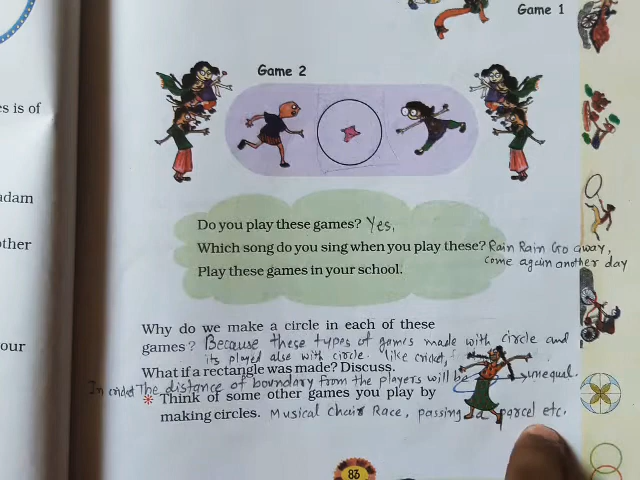 Game 1
Game 2
es is of
adam
other
our
Do you play these games? Yes,
Which song do you sing when you play these? Rain Rain Go away,
come again another day
Play these games in your school.
Why do we make a circle in each of these
games? Because these types of games made with circle and
its played also with circle. like cricket,
What if a rectangle was made? Discuss.
In cricket The distance of boundary from the players will be unequal.
* Think of some other games you play by
making circles. Musical Chair Race, passing a parcel etc.
83